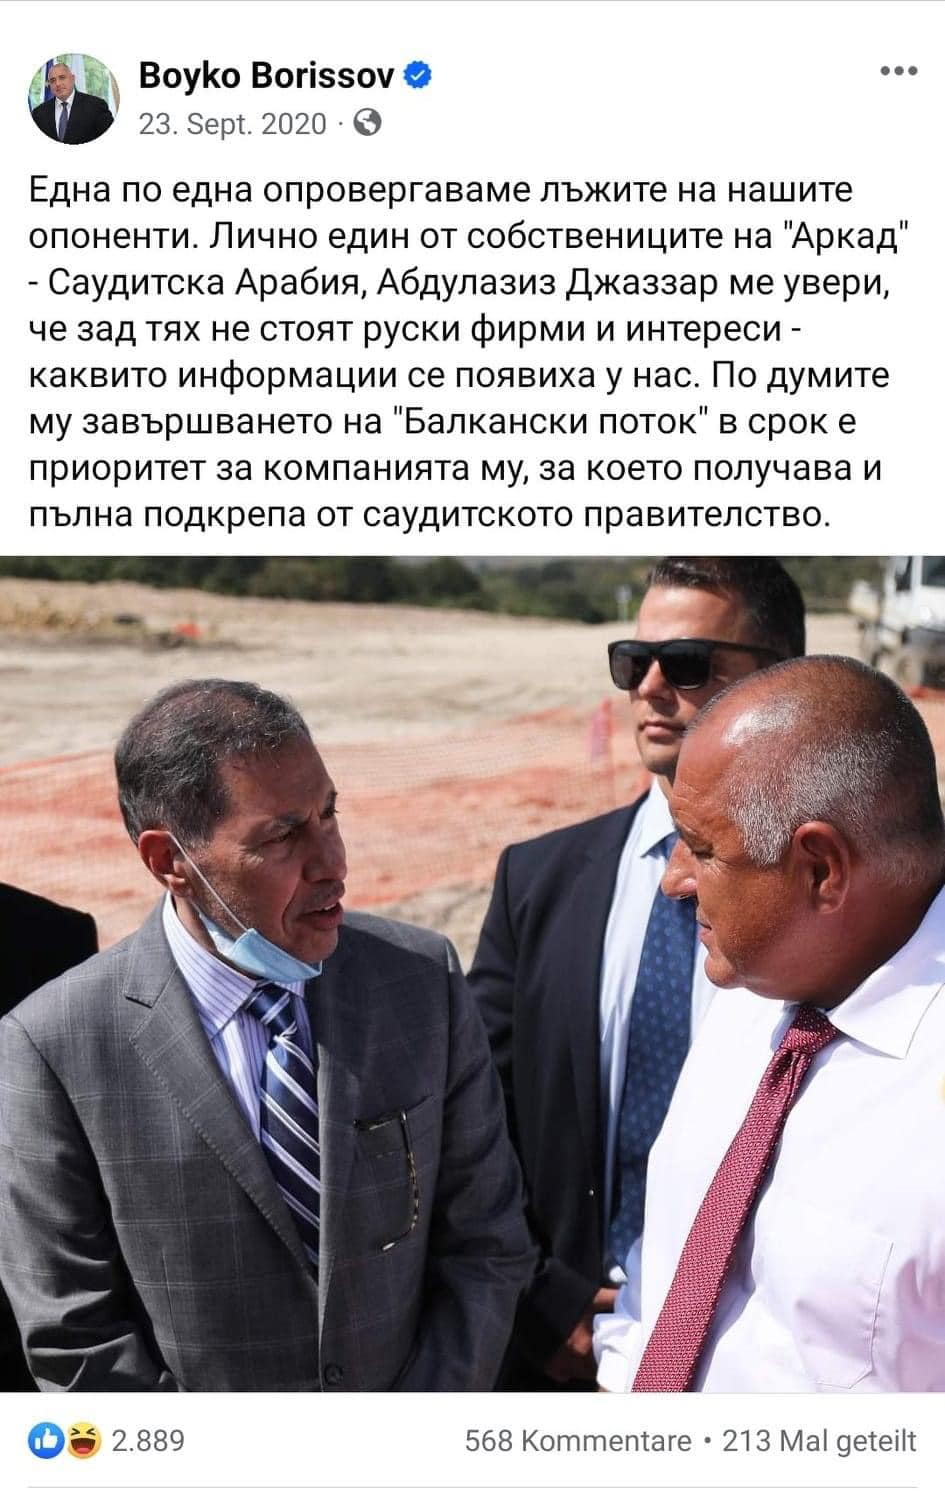 Boyko Borissov
23. Sept. 2020 ·
Една по една опровергаваме лъжите на нашите
опоненти. Лично един от собствениците на "Аркад"
- Саудитска Арабия, Абдулазиз Джаззар ме увери,
че зад тях не стоят руски фирми и интереси -
каквито информации се появиха у нас. По думите
му завършването на "Балкански поток" в срок е
приоритет за компанията му, за което получава и
пълна подкрепа от саудитското правителство.
2.889
568 Kommentare • 213 Mal geteilt